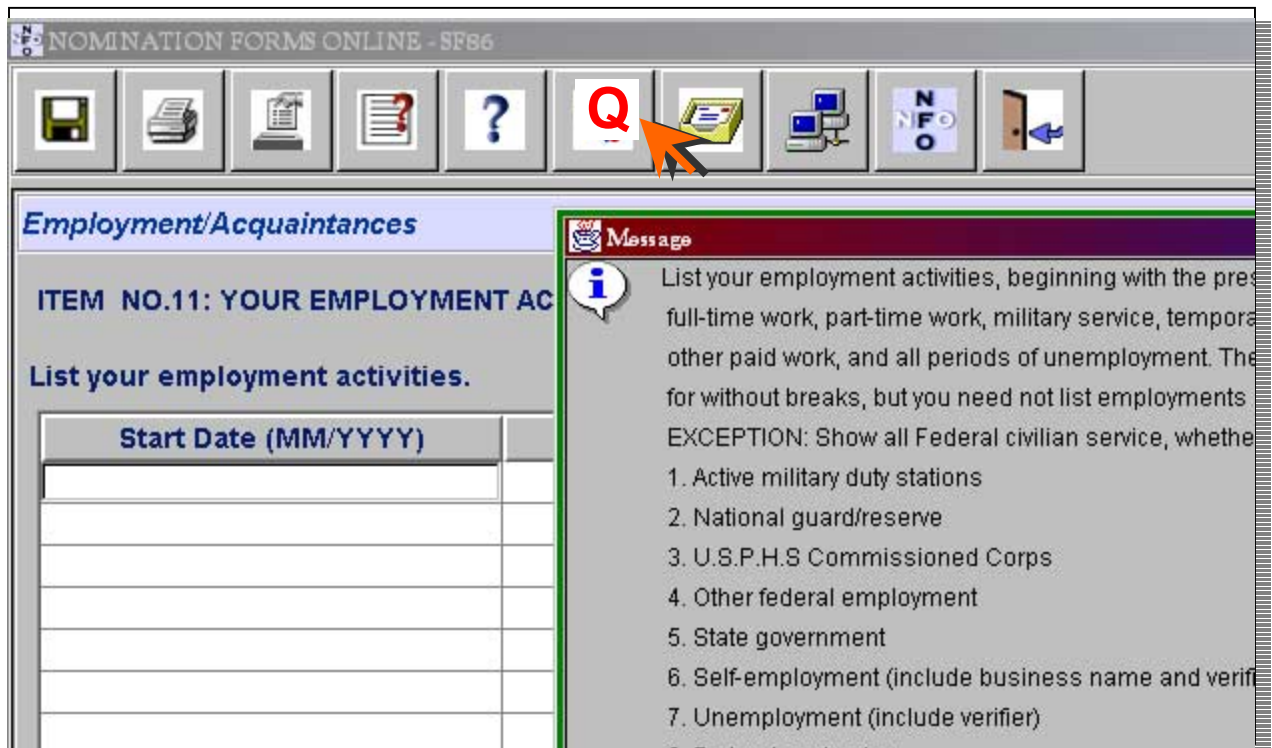 NOMINATION FORMS ONLINE - SF86
?
?
Q
N
NFO
O
Employment/Acquaintances
ITEM NO.11: YOUR EMPLOYMENT AC
List your employment activities.
Start Date (MM/YYYY)
Message
i
List your employment activities, beginning with the pres
full-time work, part-time work, military service, tempora
other paid work, and all periods of unemployment. The
for without breaks, but you need not list employments
EXCEPTION: Show all Federal civilian service, whethe
1. Active military duty stations
2. National guard/reserve
3. U.S.P.H.S Commissioned Corps
4. Other federal employment
5. State government
6. Self-employment (include business name and verifi
7. Unemployment (include verifier)